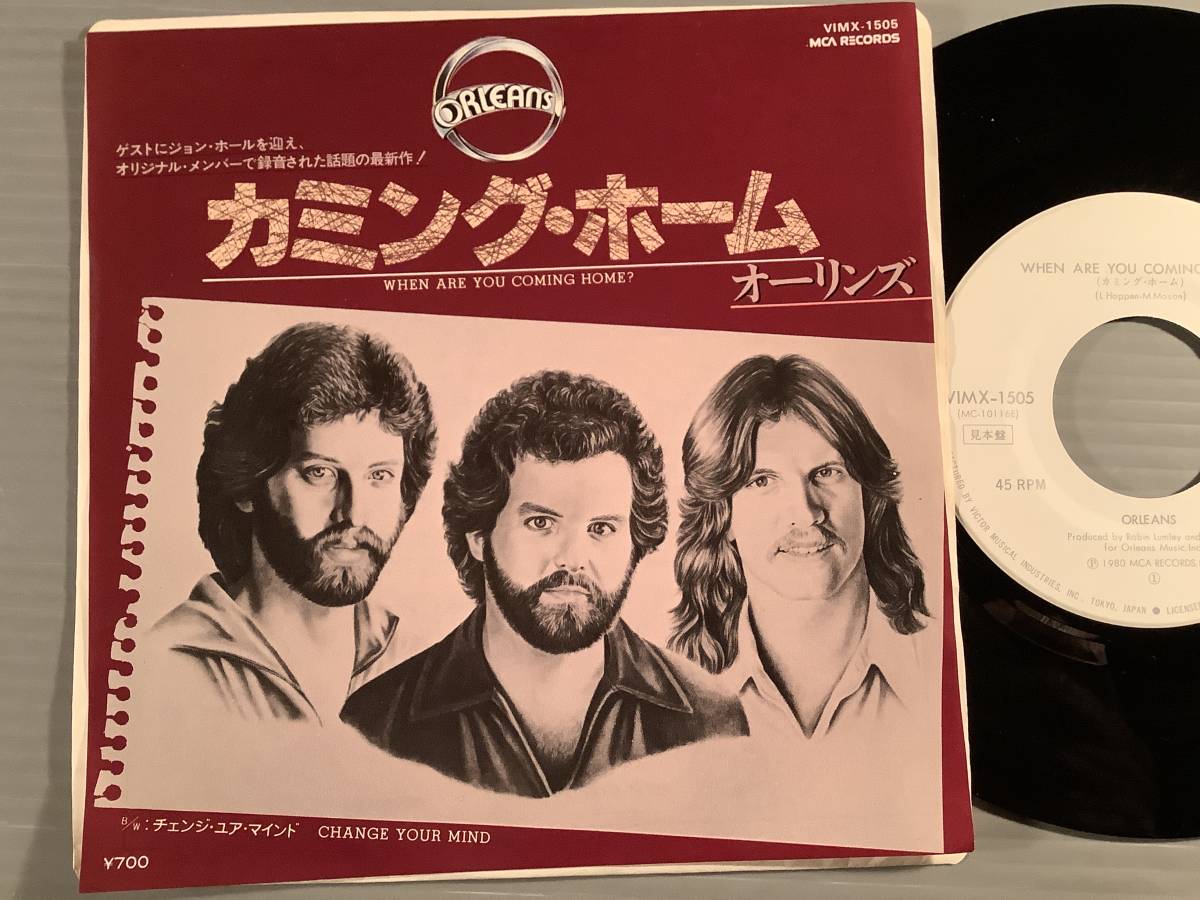 VIMX-1505
MCA RECORDS
ORLEANS
ゲストにジョン・ホールを迎え、
オリジナル・メンバーで録音された話題の最新作!
カミング・ホーム
WHEN ARE YOU COMING HOME?
オーリンズ
B/W:チェンジ・ユア・マインド CHANGE YOUR MIND
¥700
WHEN ARE YOU COMING
(カミング・ホーム)
(L.Hoppen-M.Mason)
VIMX-1505
(MC-10116E)
見本盤
45 RPM
ORLEANS
Produced by Robin Lumley and
for Orleans Music, Inc
Ⓟ 1980 MCA RECORDS,
①
BY VICTOR MUSICAL INDUSTRIES, INC. TOKYO, JAPAN ●